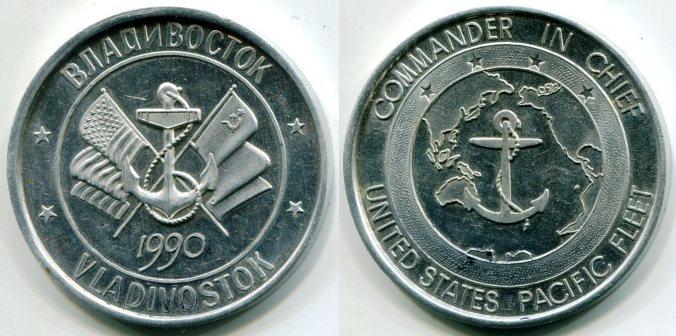 ВЛАДИВОСТОК
1990
VLADIVOSTOK
COMMANDER IN CHIEF
UNITED STATES PACIFIC FLEET